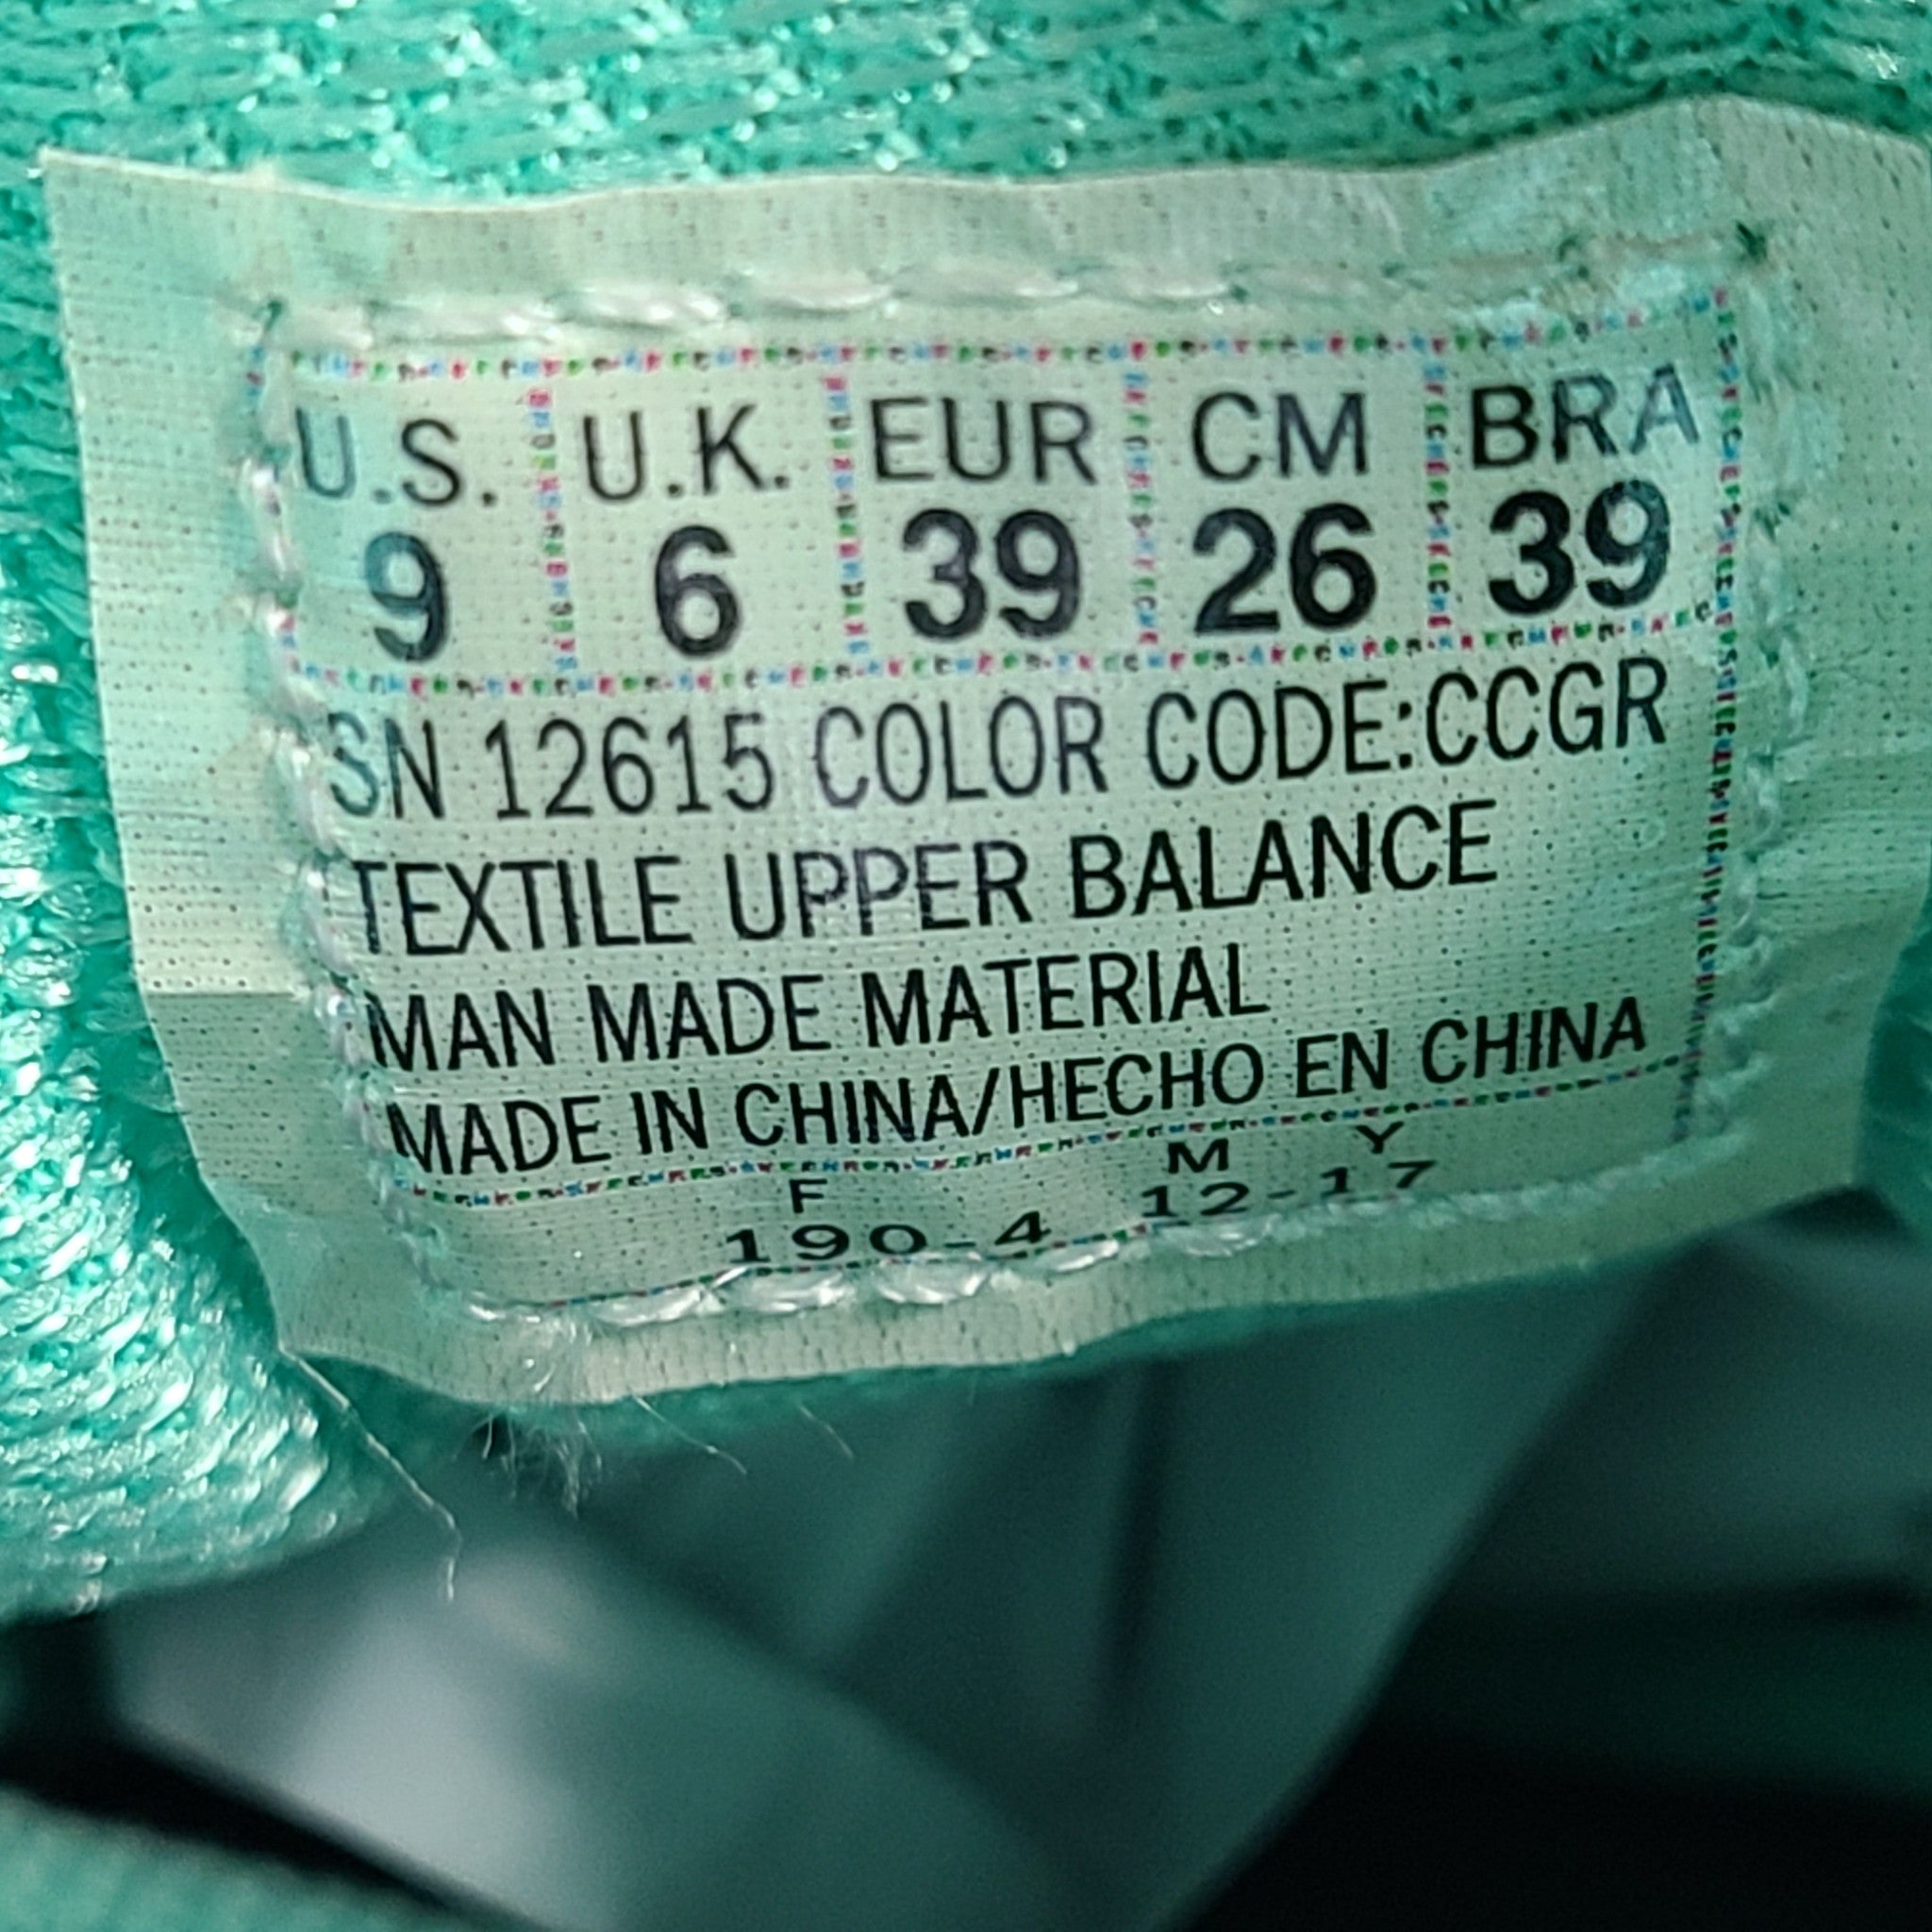 U.S. U.K. EUR CM BRA
9 6 39 26 39
SN 12615 COLOR CODE:CCGR
TEXTILE UPPER BALANCE
MAN MADE MATERIAL
MADE IN CHINA/HECHO EN CHINA
F M Y
190-4 12-17